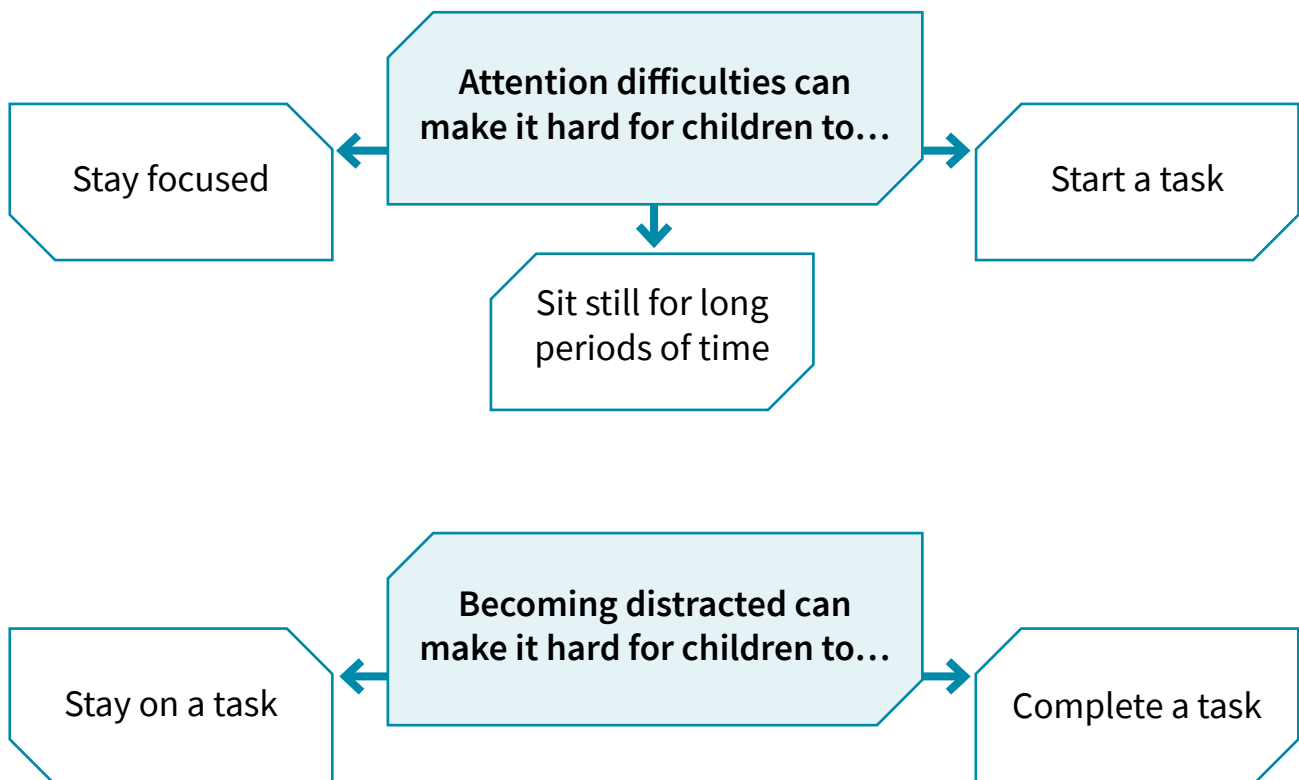 Attention difficulties can
make it hard for children to…
Stay focused
Start a task
Sit still for long
periods of time
Becoming distracted can
make it hard for children to…
Stay on a task
Complete a task